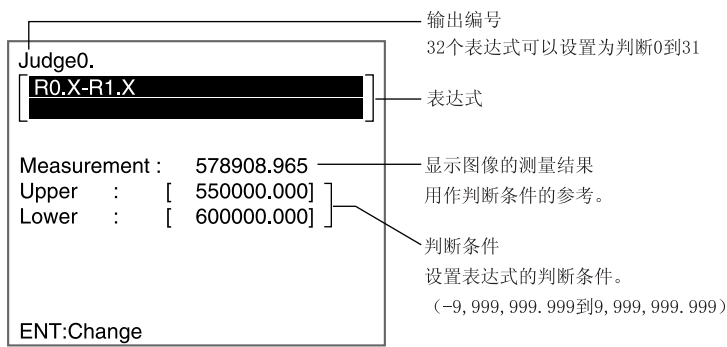 Judge0.
R0.X-R1.X
Measurement : 578908.965
Upper : [ 550000.000]
Lower : [ 600000.000]
ENT:Change
输出编号
32个表达式可以设置为判断0到31
表达式
显示图像的测量结果
用作判断条件的参考。
判断条件
设置表达式的判断条件。
(-9,999,999.999到9,999,999.999)